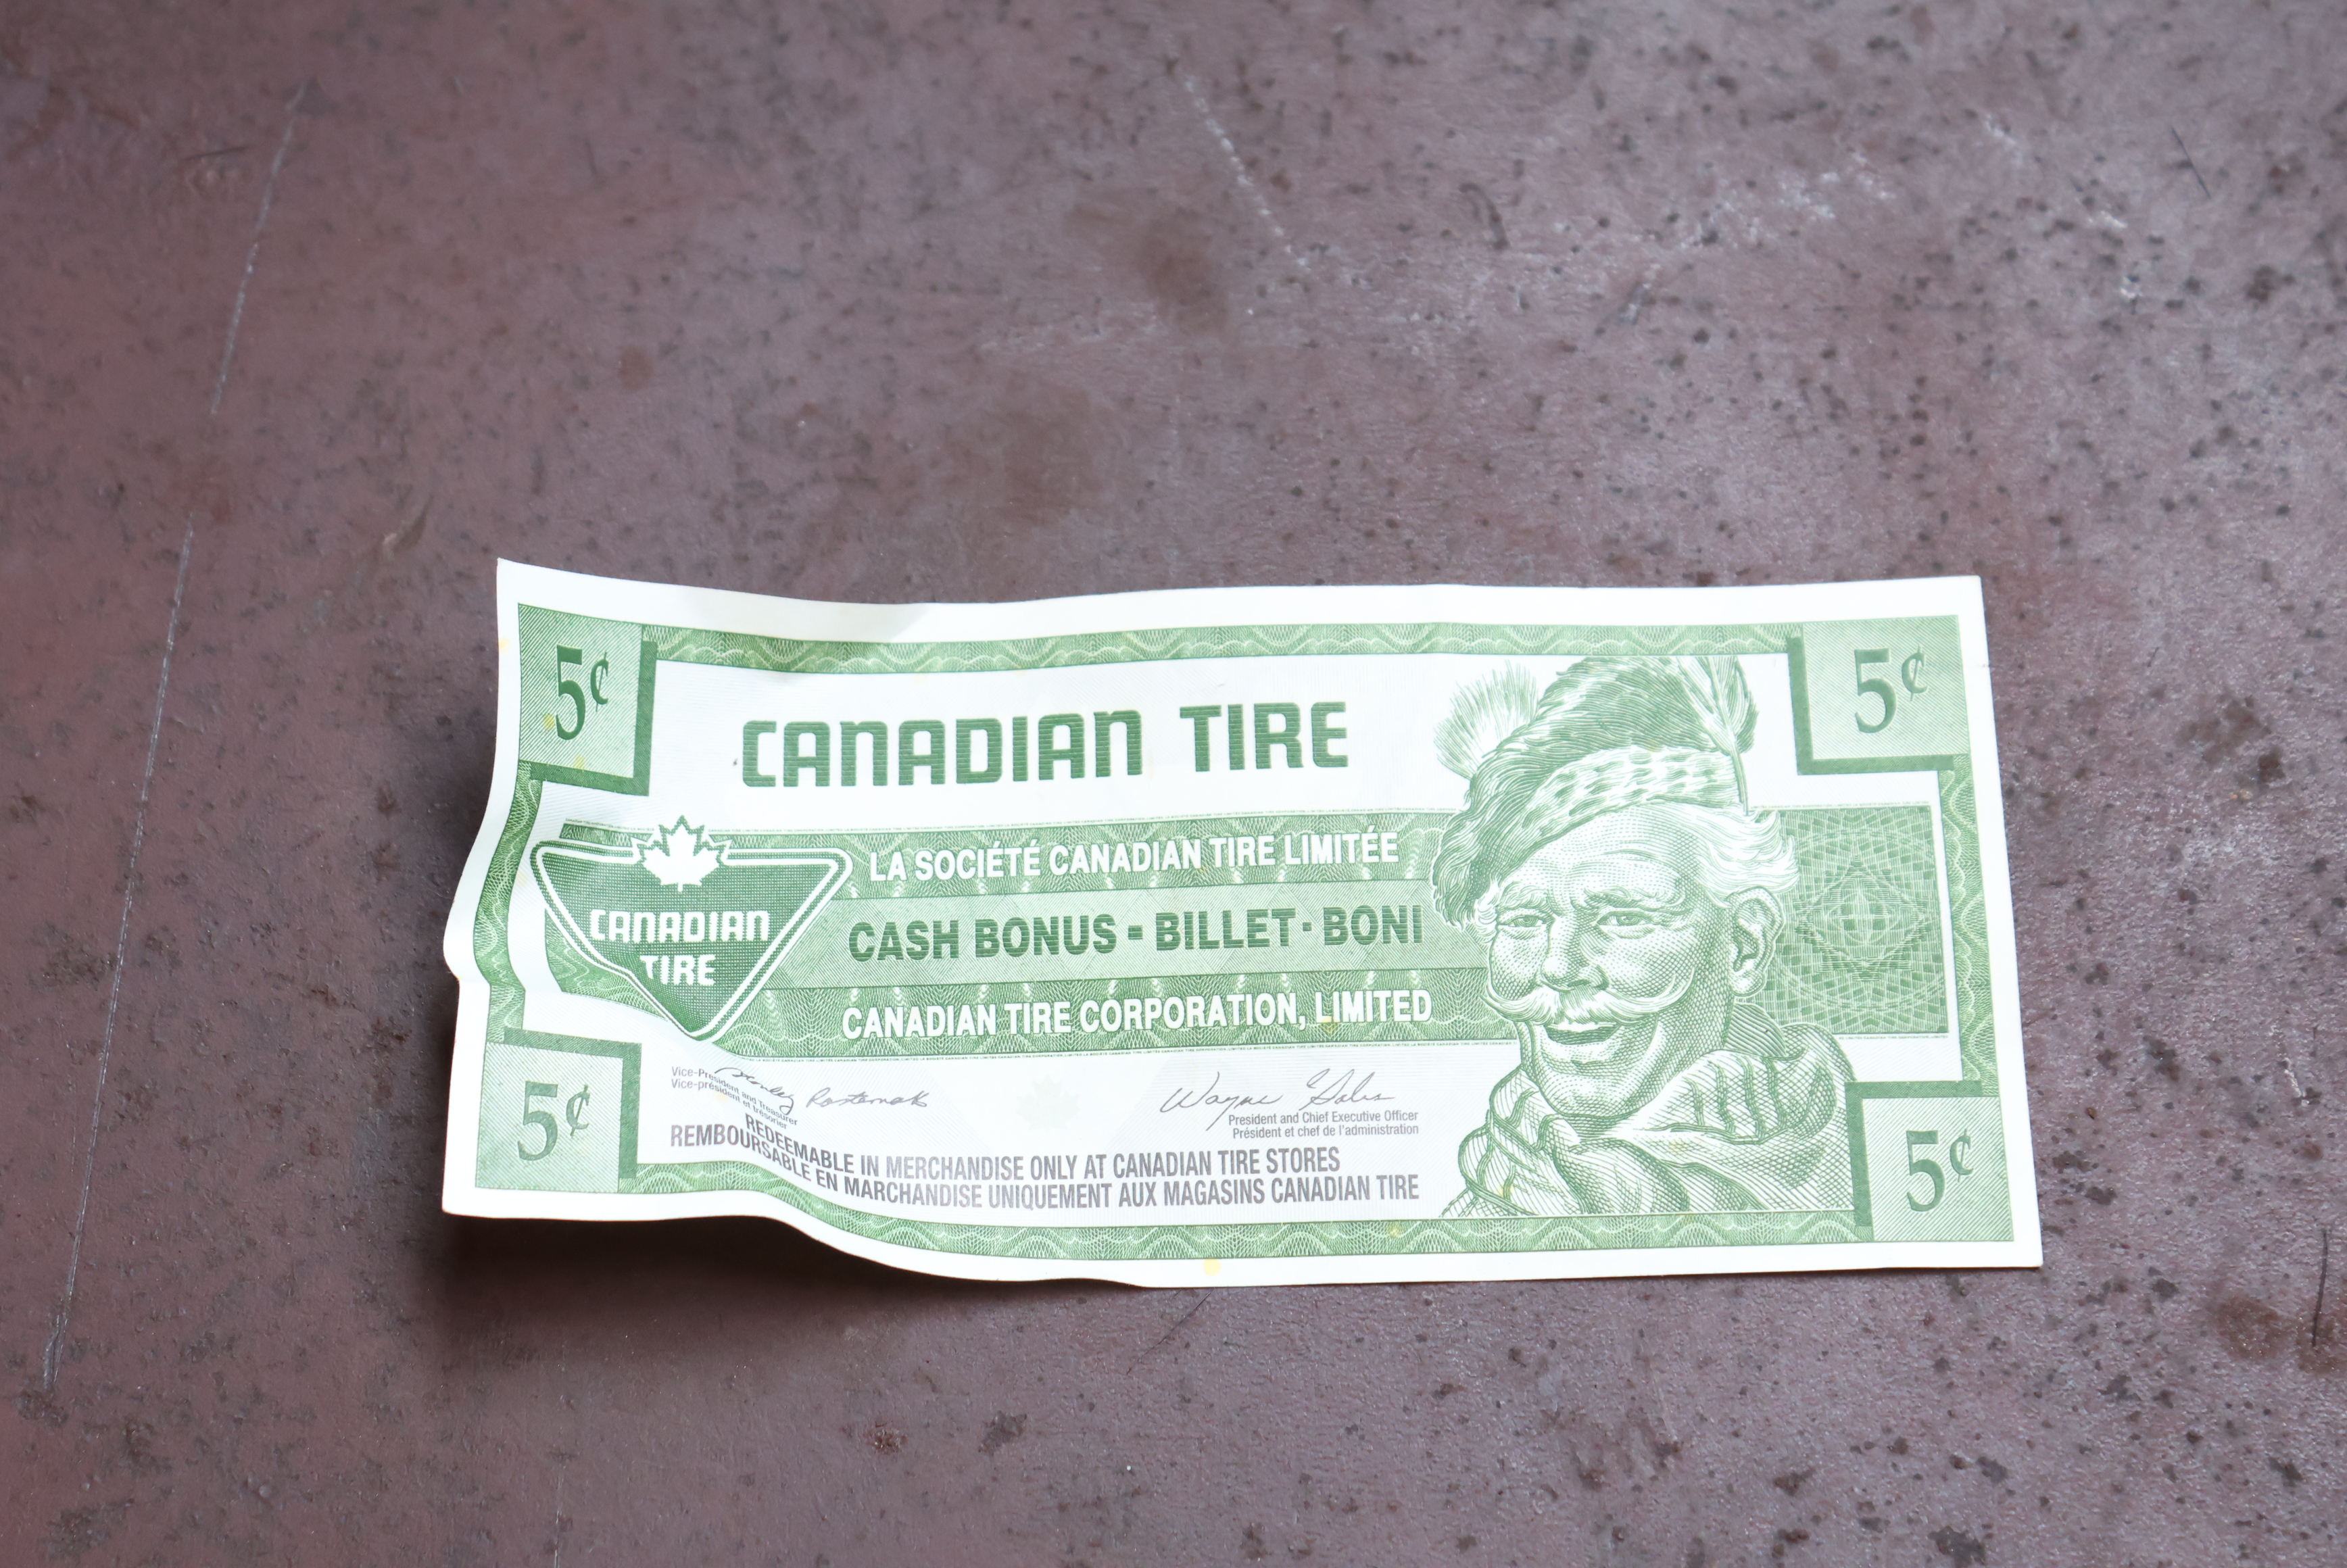 5¢
5¢
CANADIAN TIRE
LA SOCIÉTÉ CANADIAN TIRE LIMITÉE
CANADIAN
TIRE
CASH BONUS - BILLET · BONI
CANADIAN TIRE CORPORATION, LIMITED
Vice-President and Treasurer
Vice-président et trésorier
Wayne
President and Chief Executive Officer
Président et chef de l'administration
REDEEMABLE IN MERCHANDISE ONLY AT CANADIAN TIRE STORES
REMBOURSABLE EN MARCHANDISE UNIQUEMENT AUX MAGASINS CANADIAN TIRE
5¢
5¢